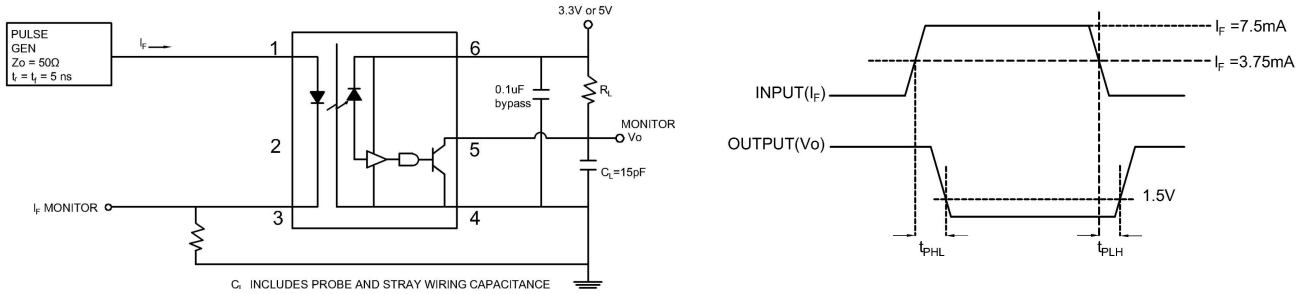 PULSE
GEN
Zo = 50Ω
tr = tf = 5 ns
IF
1
2
3
6
5
4
3.3V or 5V
0.1uF
bypass
RL
MONITOR
Vo
CL=15pF
IF MONITOR
CL INCLUDES PROBE AND STRAY WIRING CAPACITANCE
IF =7.5mA
IF =3.75mA
INPUT(IF)
OUTPUT(Vo)
1.5V
tPHL
tPLH